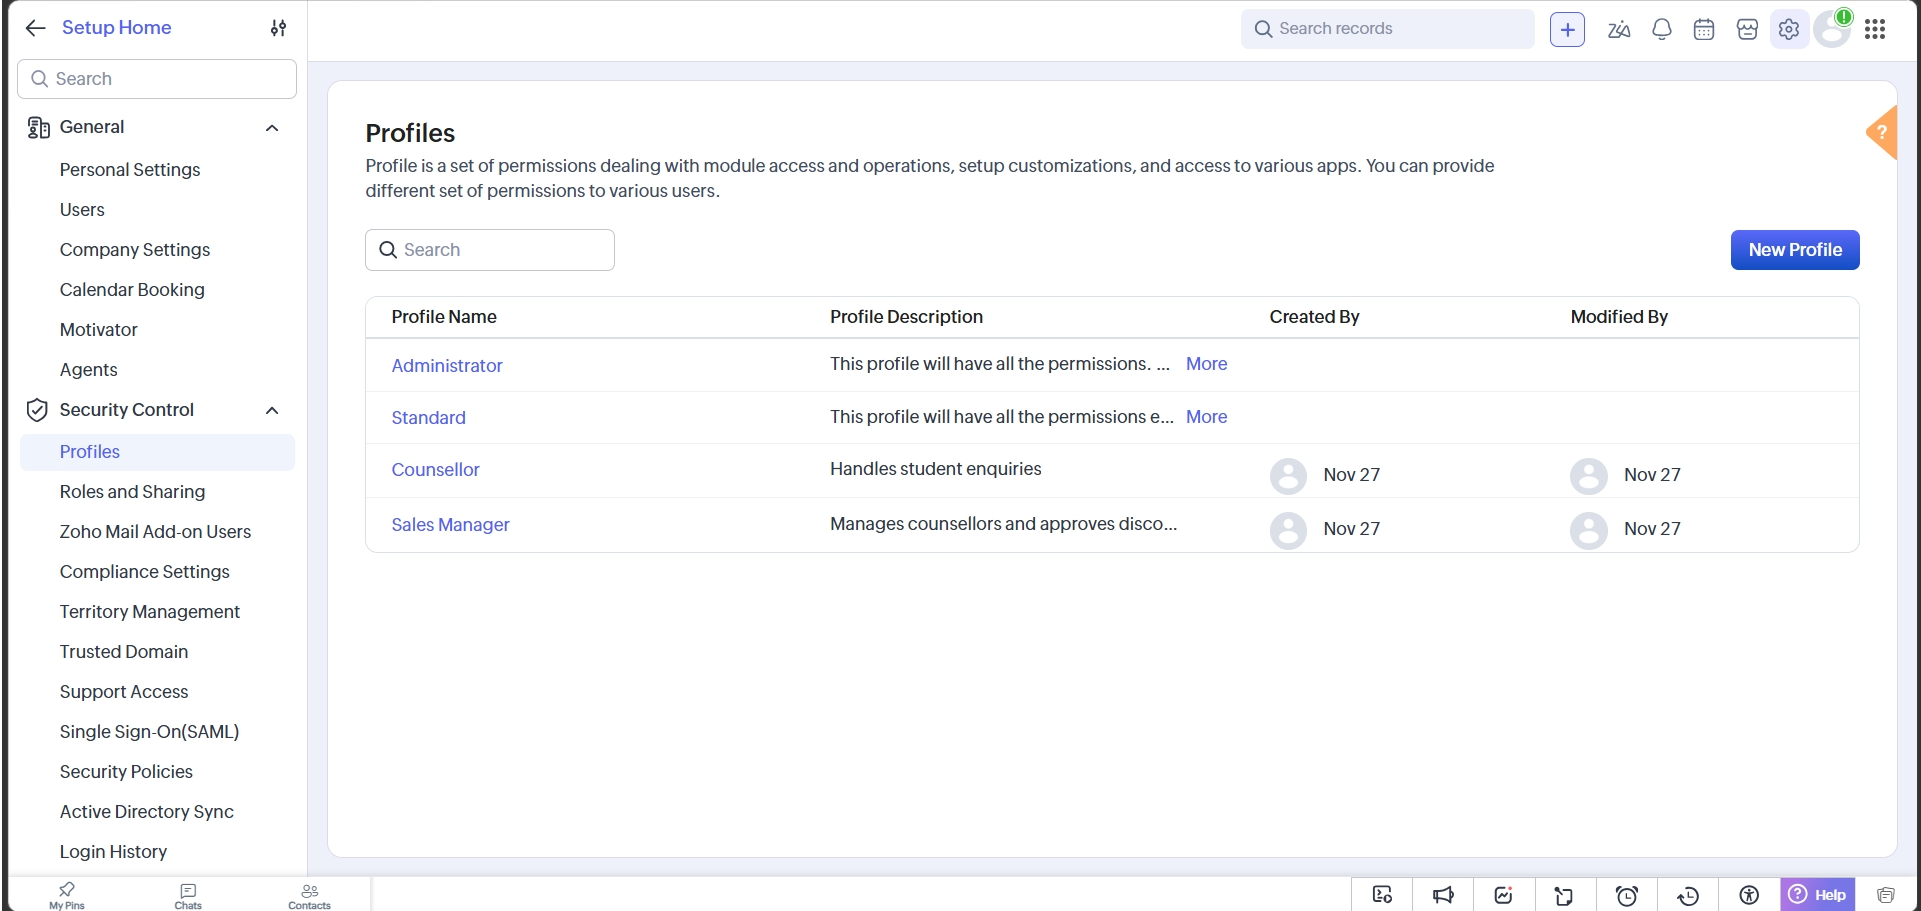 Setup Home
Search
General
Personal Settings
Users
Company Settings
Calendar Booking
Motivator
Agents
Security Control
Profiles
Roles and Sharing
Zoho Mail Add-on Users
Compliance Settings
Territory Management
Trusted Domain
Support Access
Single Sign-On(SAML)
Security Policies
Active Directory Sync
Login History
My Pins
Chats
Contacts
Search records
Profiles
Profile is a set of permissions dealing with module access and operations, setup customizations, and access to various apps. You can provide
different set of permissions to various users.
?
Search
New Profile
Profile Name Profile Description Created By Modified By
Administrator This profile will have all the permissions. ... More
Standard This profile will have all the permissions e... More
Counsellor Handles student enquiries Nov 27 Nov 27
Sales Manager Manages counsellors and approves disco... Nov 27 Nov 27
Help